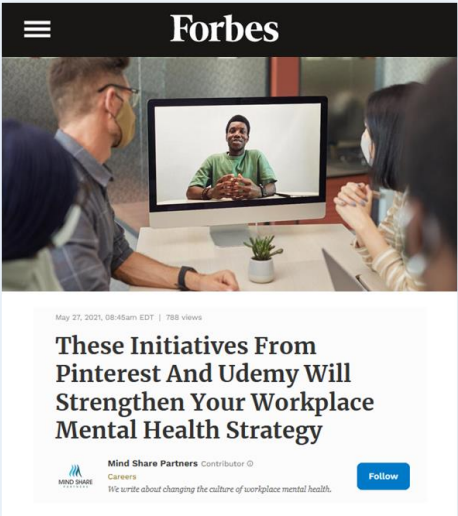 Forbes
May 27, 2021, 08:45am EDT | 788 views
These Initiatives From
Pinterest And Udemy Will
Strengthen Your Workplace
Mental Health Strategy
MIND SHARE
PARTNERS
Mind Share Partners Contributor
Careers
We write about changing the culture of workplace mental health.
Follow